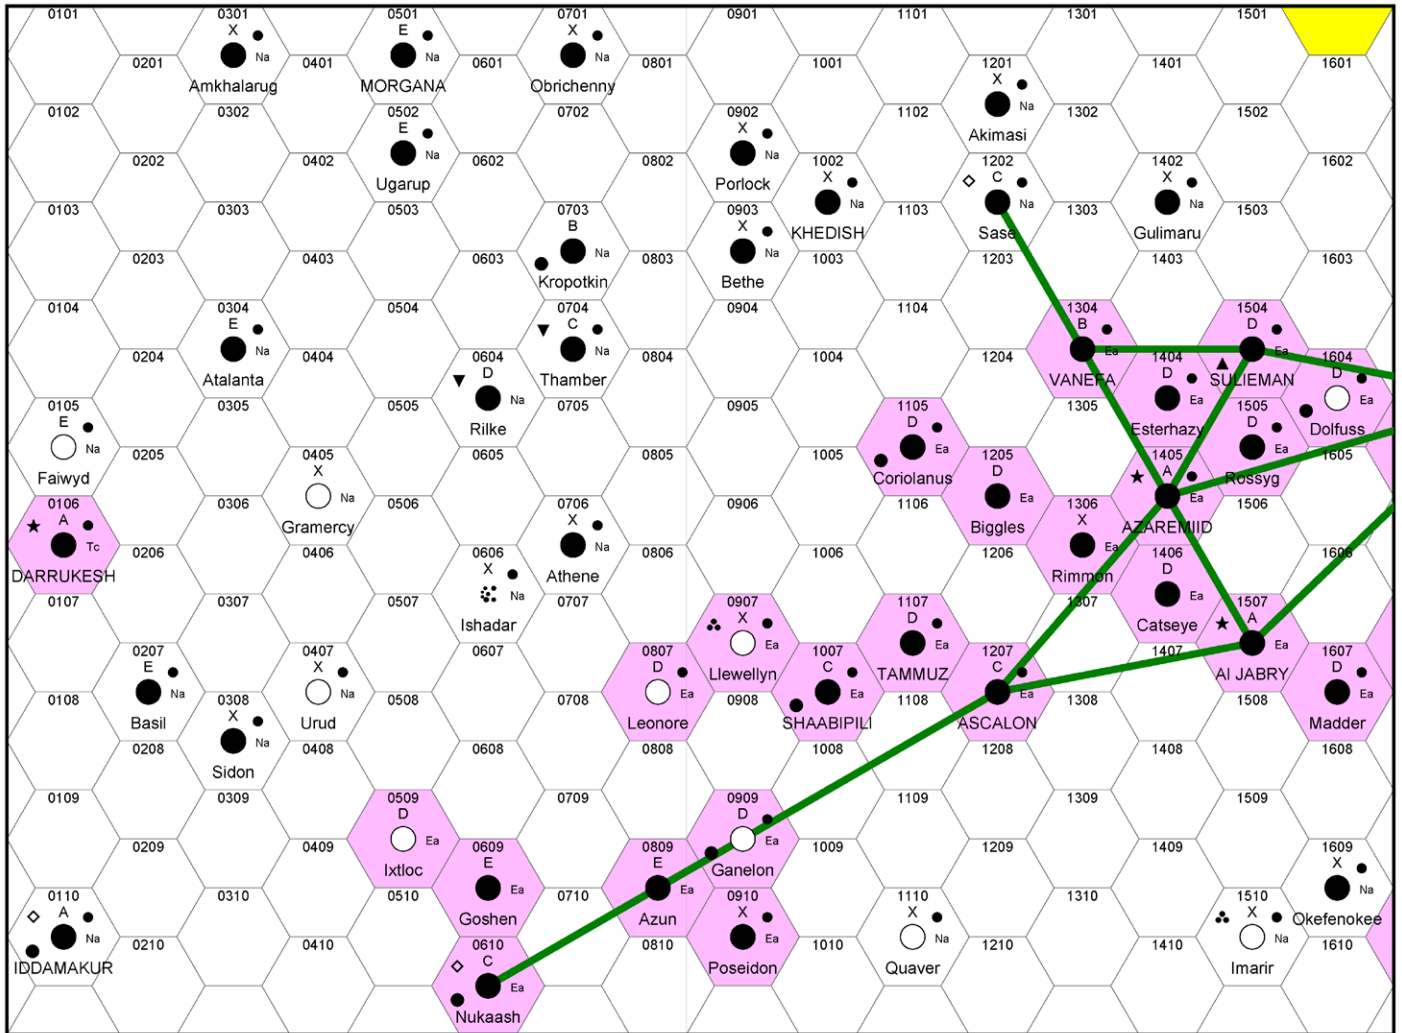 0101 0301 0501 0701 0901 1101 1301 1501
X E X
Na Na Na
0201 0401 0601 0801 1001 1201 1401 1601
X
Amkhalarug MORGANA Obrichenny
Na
0102 0302 0502 0702 0902 1102 1302 1502
E X
Akimasi
Na Na
0202 0402 0602 0802 1002 1202 1402 1602
X C X
Ugarup Porlock
Na Na Na
0103 0303 0503 0703 0903 1103 1303 1503
B X
KHEDISH Sase Gulimaru
Na Na
0203 0403 0603 0803 1003 1203 1403 1603
Kropotkin Bethe
0104 0304 0504 0704 0904 1104 1304 1504
E C B D
Na Na Ea Ea
0204 0404 0604 0804 1004 1204 1404 1604
D D D
Atalanta Thamber VANEFA SULIEMAN
Na Ea Ea
0105 0305 0505 0705 0905 1105 1305 1505
E D D
Rilke Esterhazy Dolfuss
Na Ea Ea
0205 0405 0605 0805 1005 1205 1405 1605
X D A
Faiwyd Coriolanus Rossyg
Na Ea Ea
0106 0306 0506 0706 0906 1106 1306 1506
A X X
Gramercy Biggles AZAREMIID
Tc Na Ea
0206 0406 0606 0806 1006 1206 1406 1606
X D
DARRUKESH Athene Rimmon
Na Ea
0107 0307 0507 0707 0907 1107 1307 1507
X D A
Ishadar Catseye
Ea Ea Ea
0207 0407 0607 0807 1007 1207 1407 1607
E X D C C D
Llewellyn TAMMUZ Al JABRY
Na Na Ea Ea Ea Ea
0108 0308 0508 0708 0908 1108 1308 1508
X
Basil Urud Leonore SHAABIPILI ASCALON Madder
Na
0208 0408 0608 0808 1008 1208 1408 1608
Sidon
0109 0309 0509 0709 0909 1109 1309 1509
D D
Ea Ea
0209 0409 0609 0809 1009 1209 1409 1609
E E X
Ixtloc Ganelon
Ea Ea Na
0110 0310 0510 0710 0910 1110 1310 1510
A X X X
Goshen Azun Okefenokee
Na Ea Na Na
0210 0410 0610 0810 1010 1210 1410 1610
C
IDDAMAKUR Poseidon Quaver Imarir
Ea
Nukaash